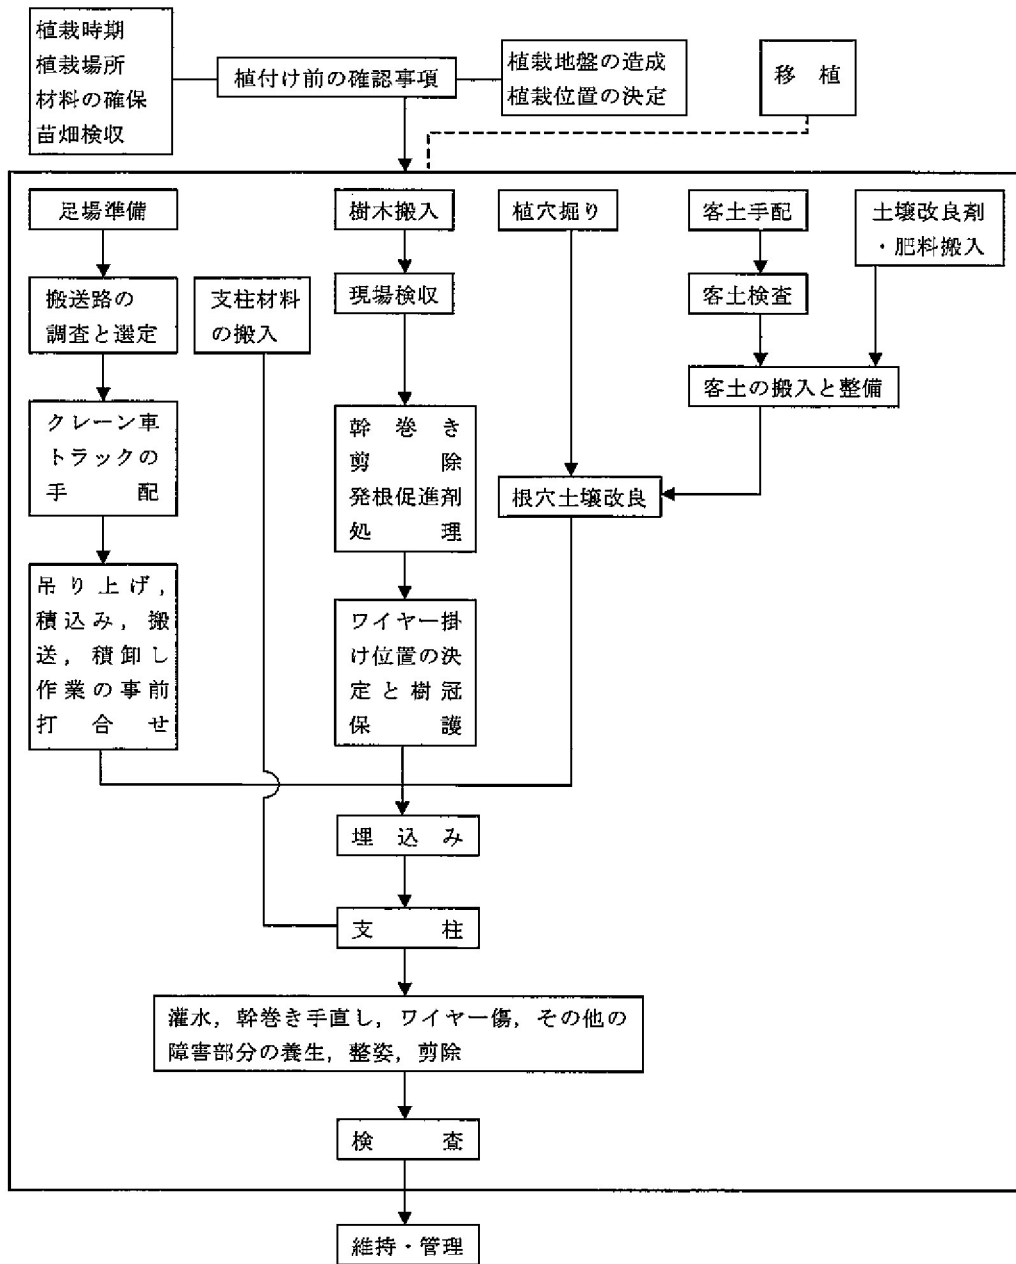 植栽時期
植栽場所
材料の確保
苗畑検収
植付け前の確認事項
植栽地盤の造成
植栽位置の決定
移植
足場準備
樹木搬入
植穴掘り
客土手配
土壌改良剤
・肥料搬入
搬送路の
調査と選定
支柱材料
の搬入
現場検収
客土検査
客土の搬入と整備
クレーン車
トラックの
手配
幹巻き
剪除
発根促進剤
処理
根穴土壌改良
吊り上げ,
積込み, 搬
送, 積卸し
作業の事前
打合せ
ワイヤー掛
け位置の決
定と樹冠
保護
埋込み
支柱
灌水, 幹巻き手直し, ワイヤー傷, その他の
障害部分の養生, 整姿, 剪除
検査
維持・管理